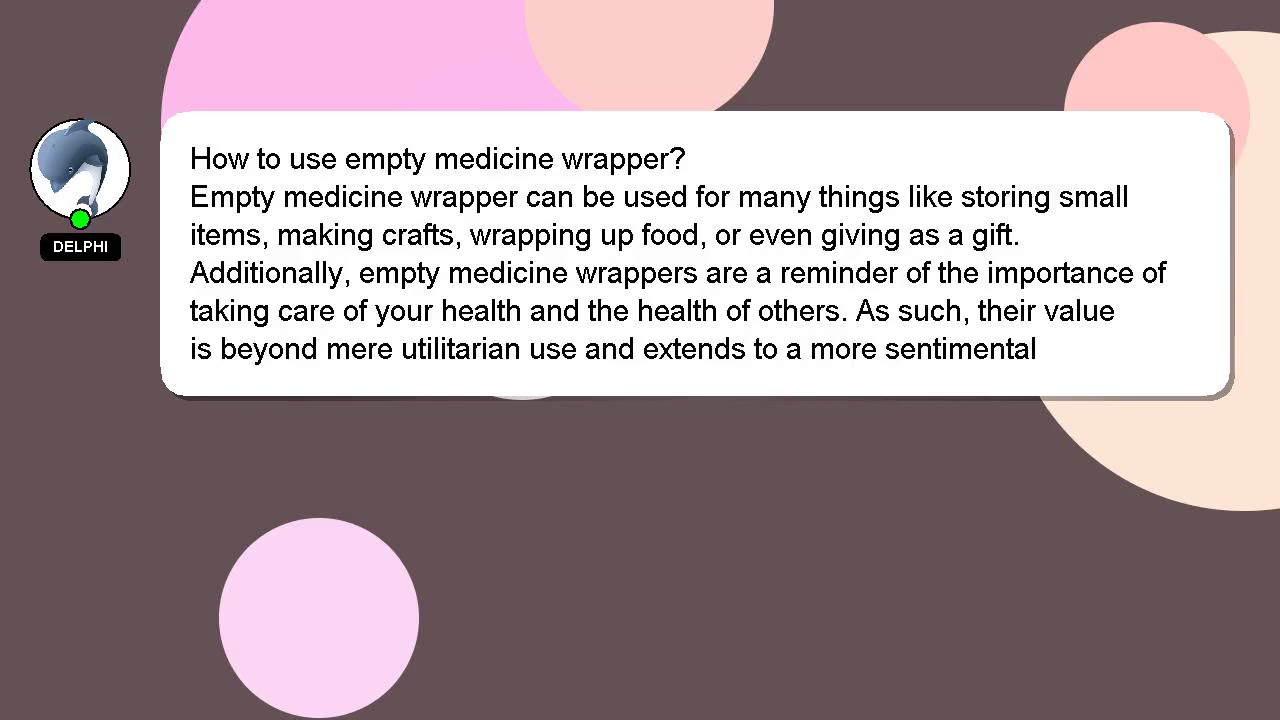 How to use empty medicine wrapper?
Empty medicine wrapper can be used for many things like storing small
items, making crafts, wrapping up food, or even giving as a gift.
Additionally, empty medicine wrappers are a reminder of the importance of
taking care of your health and the health of others. As such, their value
is beyond mere utilitarian use and extends to a more sentimental
DELPHI